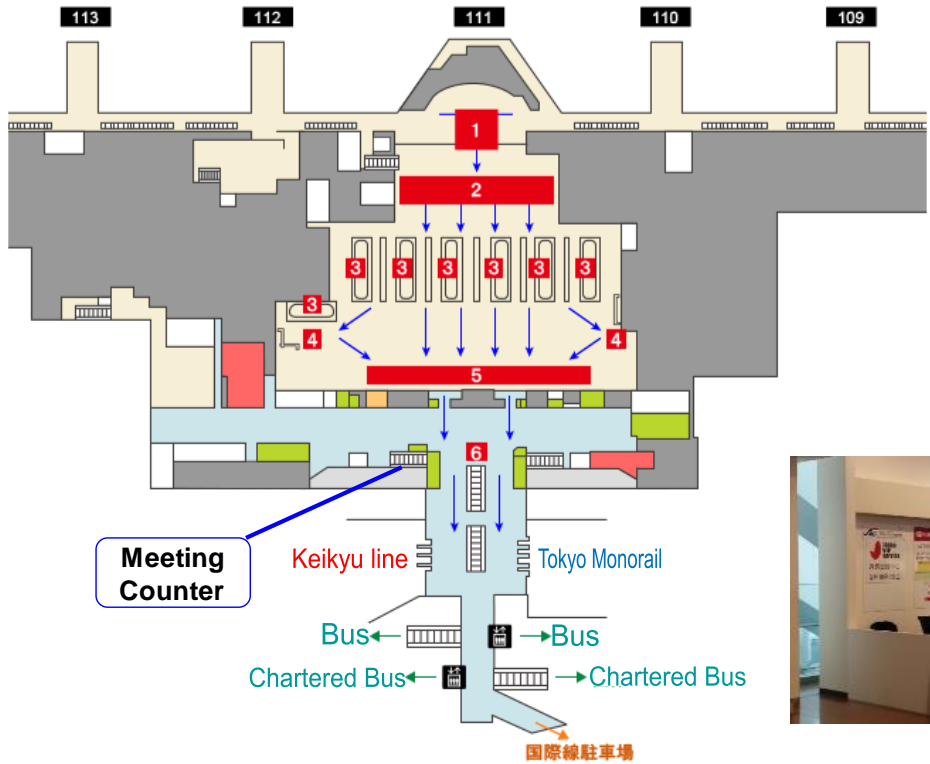 113
112
111
110
109
1
2
3
3
3
3
3
3
3
4
4
5
6
Meeting
Counter
Keikyu line
Tokyo Monorail
Bus
Bus
Chartered Bus
Chartered Bus
国際線駐車場